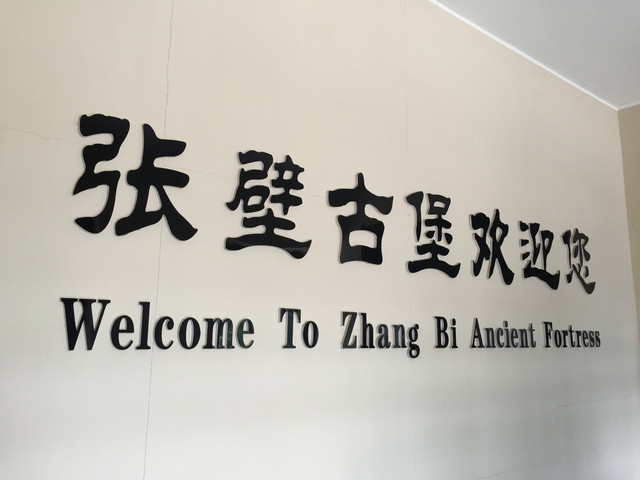 张壁古堡欢迎您
Welcome To Zhang Bi Ancient Fortress